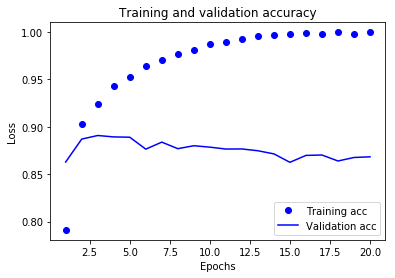 Training and validation accuracy
Loss
1.00
0.95
0.90
0.85
0.80
Training acc
Validation acc
2.5 5.0 7.5 10.0 12.5 15.0 17.5 20.0
Epochs